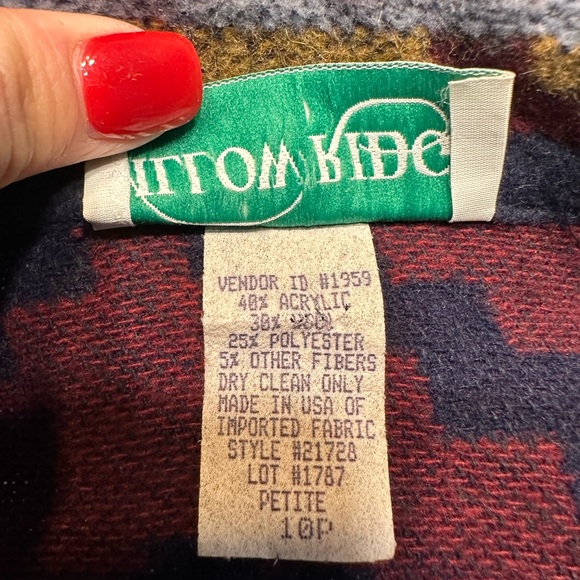 ILLOW RIDG
VENDOR ID #1959
40% ACRYLIC
30% WOOL
25% POLYESTER
5% OTHER FIBERS
DRY CLEAN ONLY
MADE IN USA OF
IMPORTED FABRIC
STYLE #21728
LOT #1787
PETITE
10P